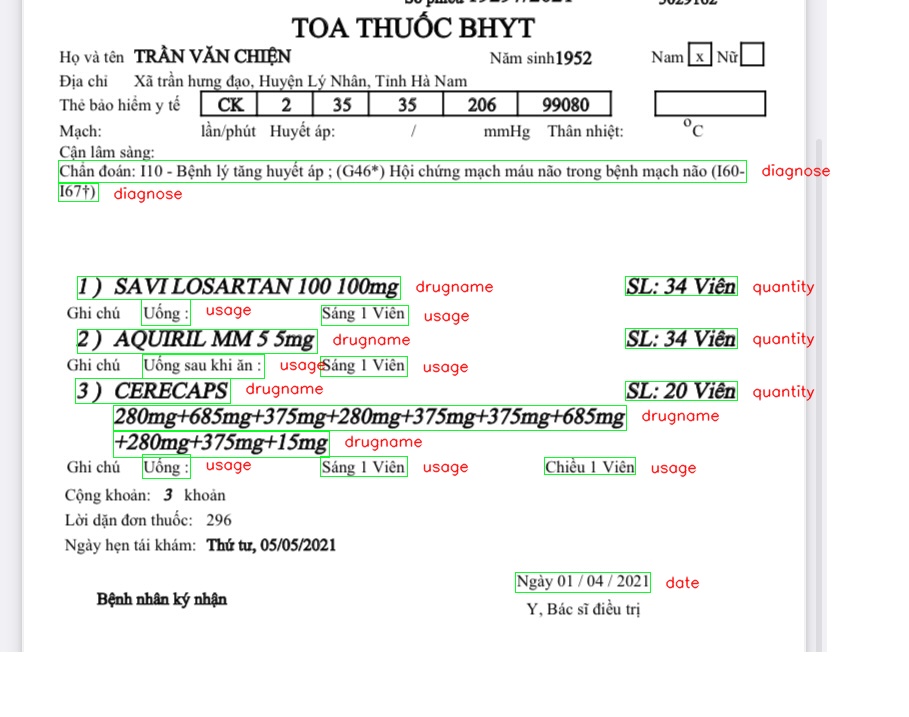 TOA THUỐC BHYT
Họ và tên TRẦN VĂN CHIỆN Năm sinh 1952 Nam x Nữ
Địa chỉ Xã trần hưng đạo, Huyện Lý Nhân, Tỉnh Hà Nam
Thẻ bảo hiểm y tế CK 2 35 35 206 99080
Mạch: lần/phút Huyết áp: / mmHg Thân nhiệt: °C
Cận lâm sàng:
Chẩn đoán: I10 - Bệnh lý tăng huyết áp ; (G46*) Hội chứng mạch máu não trong bệnh mạch não (I60- diagnose
I67†) diagnose
1 ) SAVI LOSARTAN 100 100mg drugname SL: 34 Viên quantity
Ghi chú Uống : usage Sáng 1 Viên usage
2 ) AQUIRIL MM 5 5mg drugname SL: 34 Viên quantity
Ghi chú Uống sau khi ăn : usage Sáng 1 Viên usage
3 ) CERECAPS drugname SL: 20 Viên quantity
280mg+685mg+375mg+280mg+375mg+375mg+685mg drugname
+280mg+375mg+15mg drugname
Ghi chú Uống : usage Sáng 1 Viên usage Chiều 1 Viên usage
Cộng khoản: 3 khoản
Lời dặn đơn thuốc: 296
Ngày hẹn tái khám: Thứ tư, 05/05/2021
Ngày 01 / 04 / 2021 date
Bệnh nhân ký nhận
Y, Bác sĩ điều trị